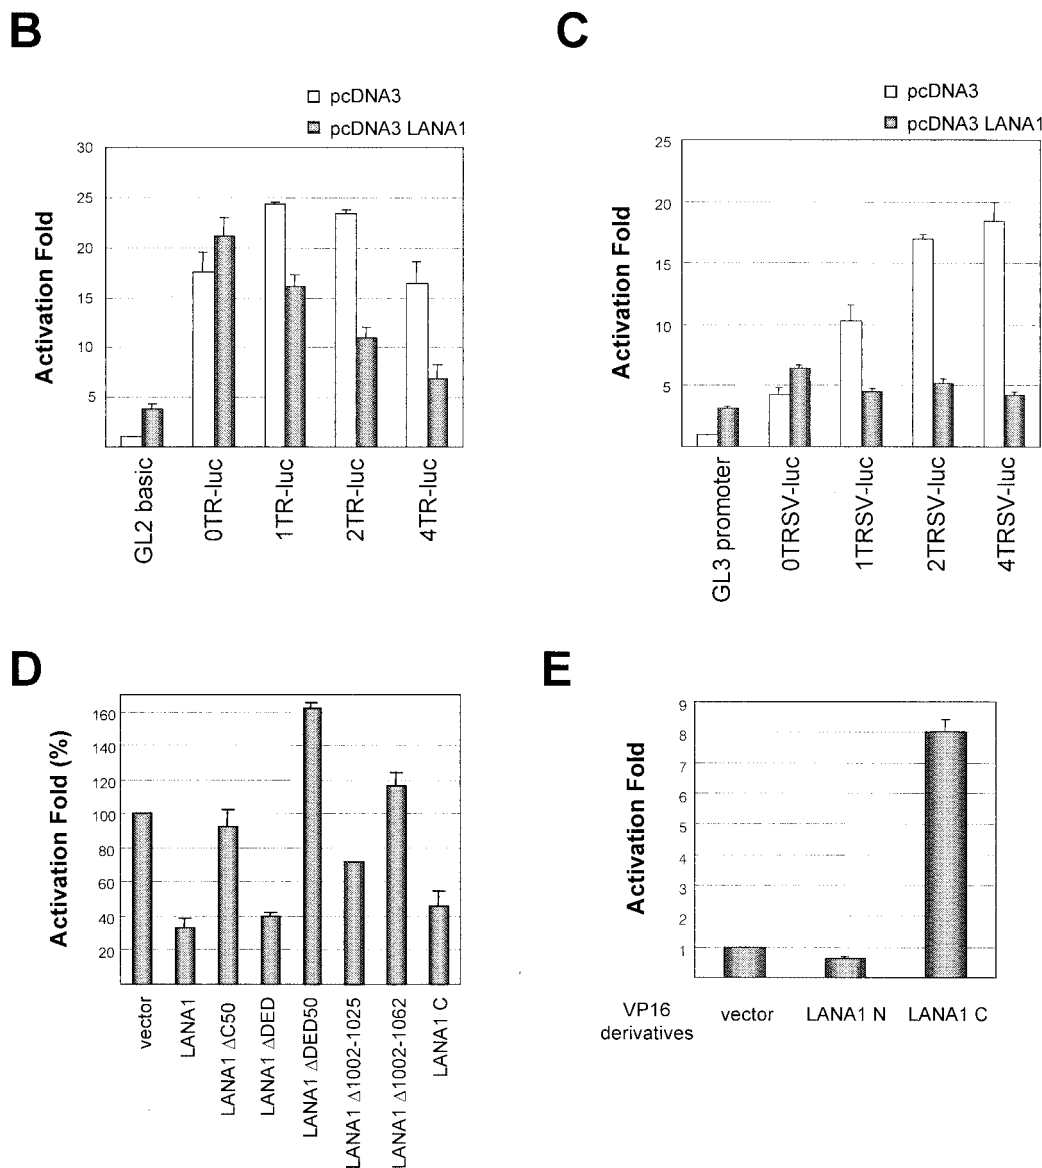 B
pcDNA3
pcDNA3 LANA1
Activation Fold
30
25
20
15
10
5
GL2 basic
0TR-luc
1TR-luc
2TR-luc
4TR-luc
C
pcDNA3
pcDNA3 LANA1
Activation Fold
25
20
15
10
5
GL3 promoter
0TRSV-luc
1TRSV-luc
2TRSV-luc
4TRSV-luc
D
Activation Fold (%)
160
140
120
100
80
60
40
20
vector
LANA1
LANA1 ΔC50
LANA1 ΔDED
LANA1 ΔDED50
LANA1 Δ1002-1025
LANA1 Δ1002-1062
LANA1 C
E
Activation Fold
9
8
7
6
5
4
3
2
1
VP16
derivatives
vector
LANA1 N
LANA1 C